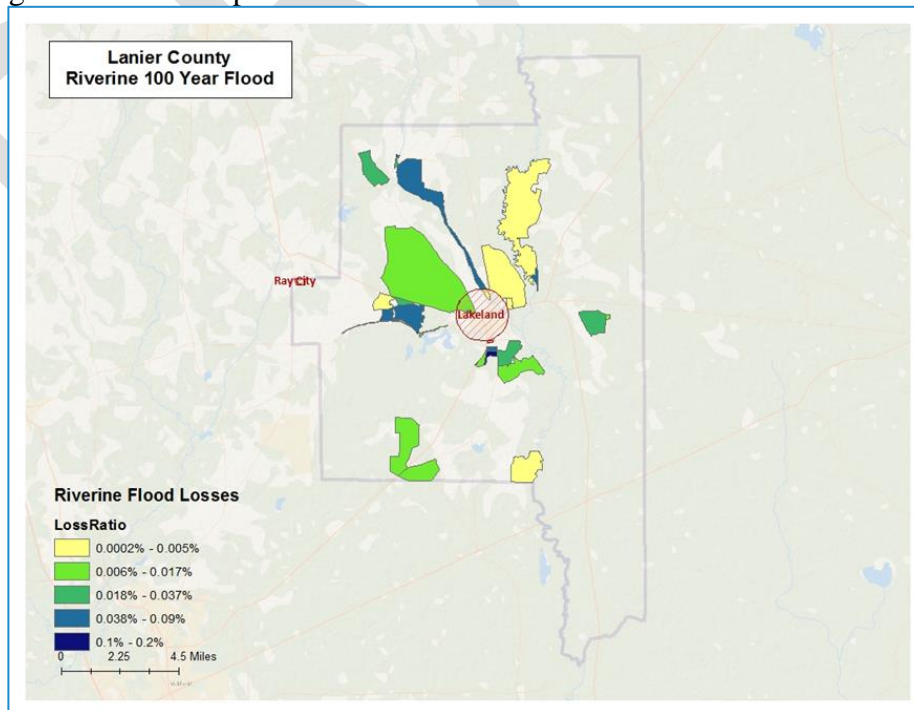 Lanier County
Riverine 100 Year Flood
Ray City
Lakeland
Riverine Flood Losses
LossRatio
0.0002% - 0.005%
0.006% - 0.017%
0.018% - 0.037%
0.038% - 0.09%
0.1% - 0.2%
0 2.25 4.5 Miles